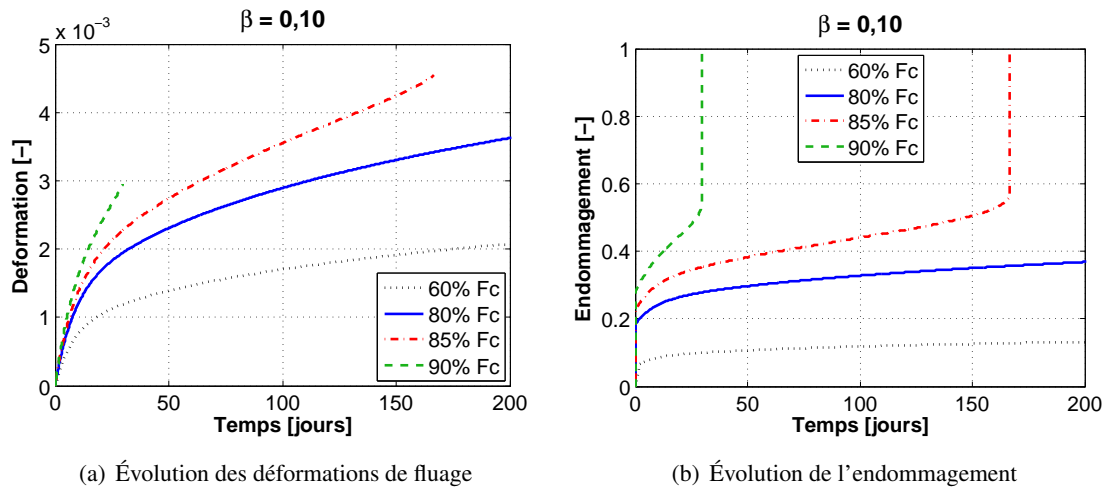 β = 0,10
x 10⁻³
5
4
3
2
1
0
0 50 100 150 200
Deformation [−]
Temps [jours]
60% Fc
80% Fc
85% Fc
90% Fc
(a) Évolution des déformations de fluage
β = 0,10
1
0.8
0.6
0.4
0.2
0
0 50 100 150 200
Endommagement [−]
Temps [jours]
60% Fc
80% Fc
85% Fc
90% Fc
(b) Évolution de l'endommagement